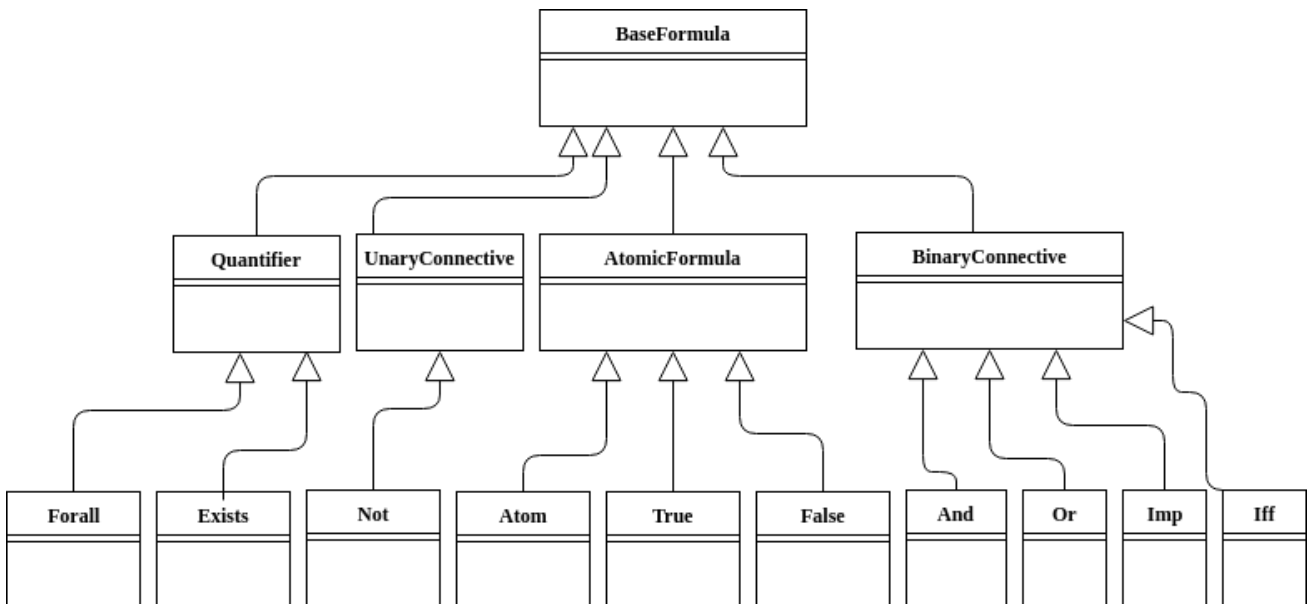 BaseFormula
Quantifier
UnaryConnective
AtomicFormula
BinaryConnective
Forall
Exists
Not
Atom
True
False
And
Or
Imp
Iff